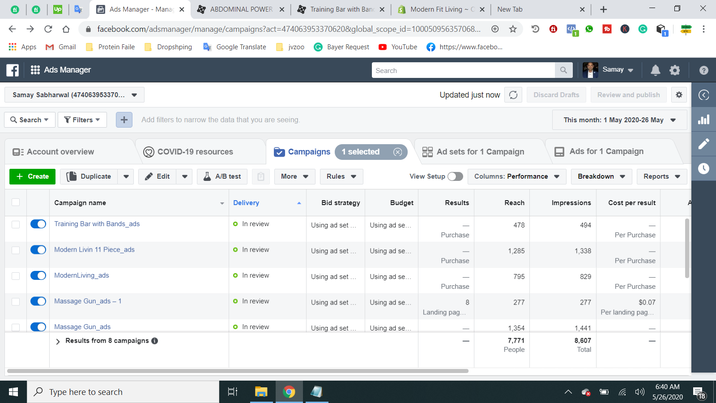 Ads Manager - Mana
ABDOMINAL POWER
Training Bar with Ban
Modern Fit Living – C
New Tab
facebook.com/adsmanager/manage/campaigns?act=474063953370620&global_scope_id=100050956357068...
Apps
Gmail
Protein Faile
Dropshiping
Google Translate
jvzoo
Bayer Request
YouTube
https://www.facebo...
Ads Manager
Search
Samay
Samay Sabharwal (474063953370...
Updated just now
Discard Drafts
Review and publish
Search
Filters
Add filters to narrow the data that you are seeing.
This month: 1 May 2020-26 May
Account overview
COVID-19 resources
Campaigns
1 selected
Ad sets for 1 Campaign
Ads for 1 Campaign
+ Create
Duplicate
Edit
A/B test
More
Rules
View Setup
Columns: Performance
Breakdown
Reports
Campaign name Delivery Bid strategy Budget Results Reach Impressions Cost per result A
Training Bar with Bands_ads In review Using ad set ... Using ad se... — 478 494 —
Purchase Per Purchase
Modern Livin 11 Piece_ads In review Using ad set ... Using ad se... — 1,285 1,338 —
Purchase Per Purchase
ModernLiving_ads In review Using ad set ... Using ad se... — 795 829 —
Purchase Per Purchase
Massage Gun_ads – 1 In review Using ad set ... Using ad se... 8 277 277 $0.07
Landing pag... Per landing pag...
Massage Gun_ads In review Using ad set ... Using ad se... — 1,354 1,441 —
Results from 8 campaigns — 7,771 8,607 —
People Total
Type here to search
6:40 AM
5/26/2020
18